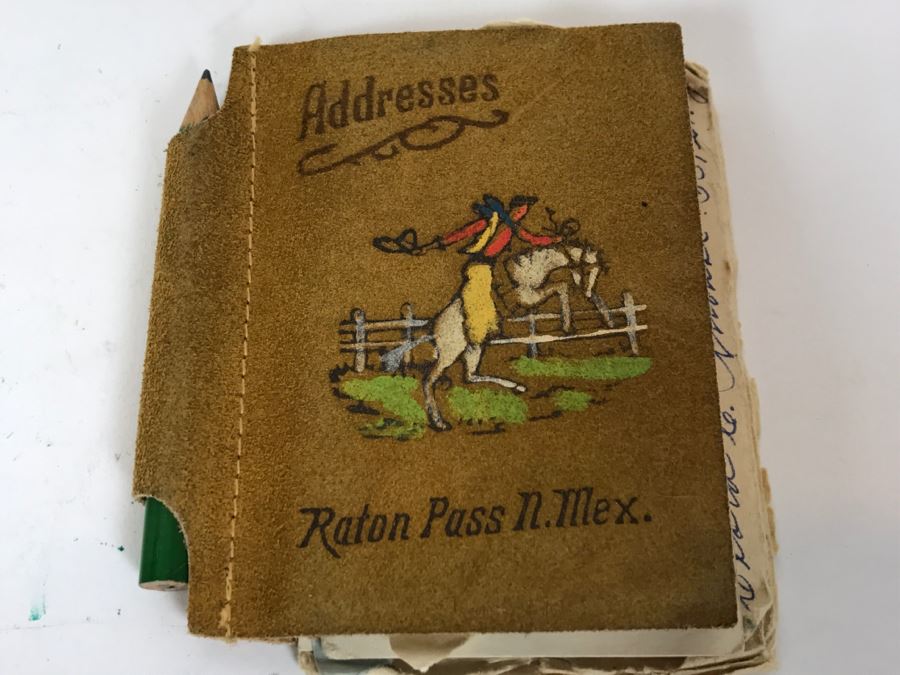 Addresses
Raton Pass N. Mex.